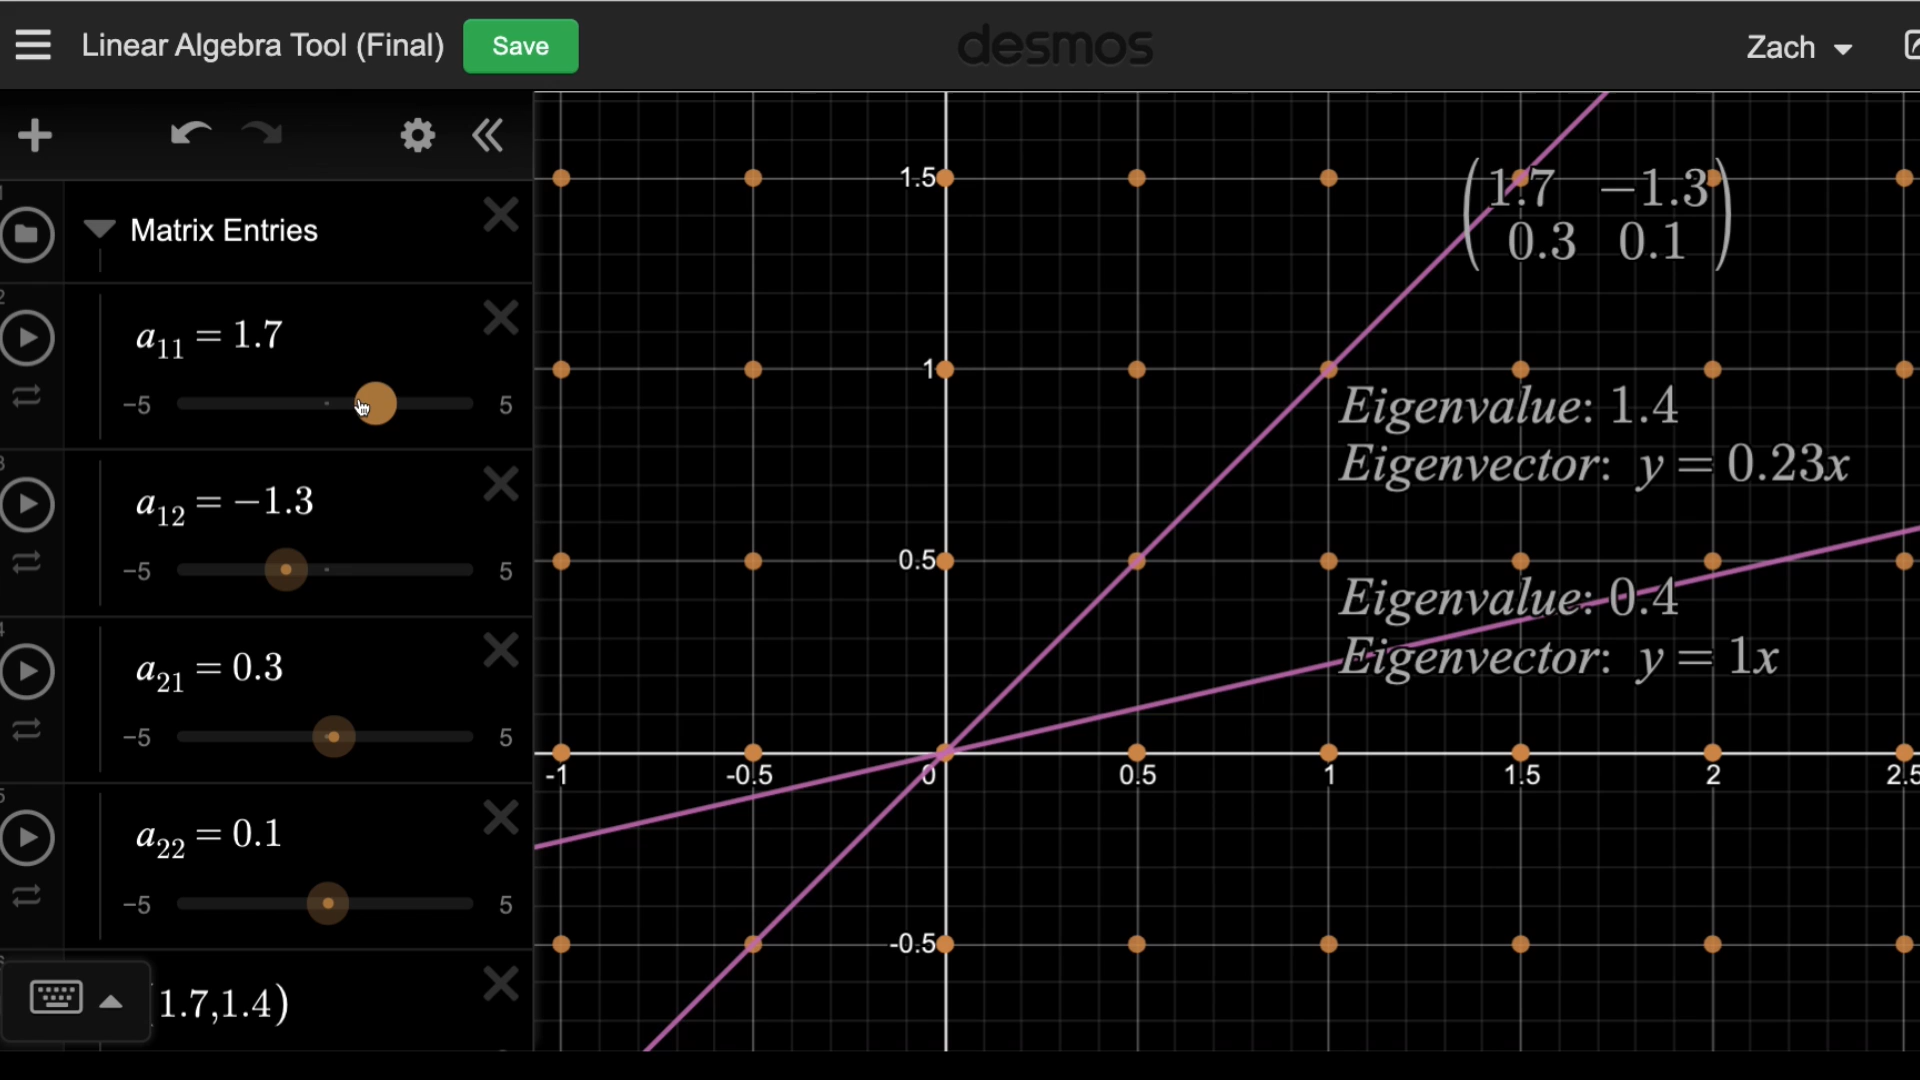 Linear Algebra Tool (Final)
Save
desmos
Zach
Matrix Entries
a₁₁ = 1.7
-5
5
a₁₂ = −1.3
-5
5
a₂₁ = 0.3
-5
5
a₂₂ = 0.1
-5
5
1.7,1.4)
1.5
1
0.5
-0.5
-1
-0.5
0
0.5
1
1.5
2
2.5
(1.7 −1.3
0.3 0.1)
Eigenvalue: 1.4
Eigenvector: y = 0.23x
Eigenvalue: 0.4
Eigenvector: y = 1x